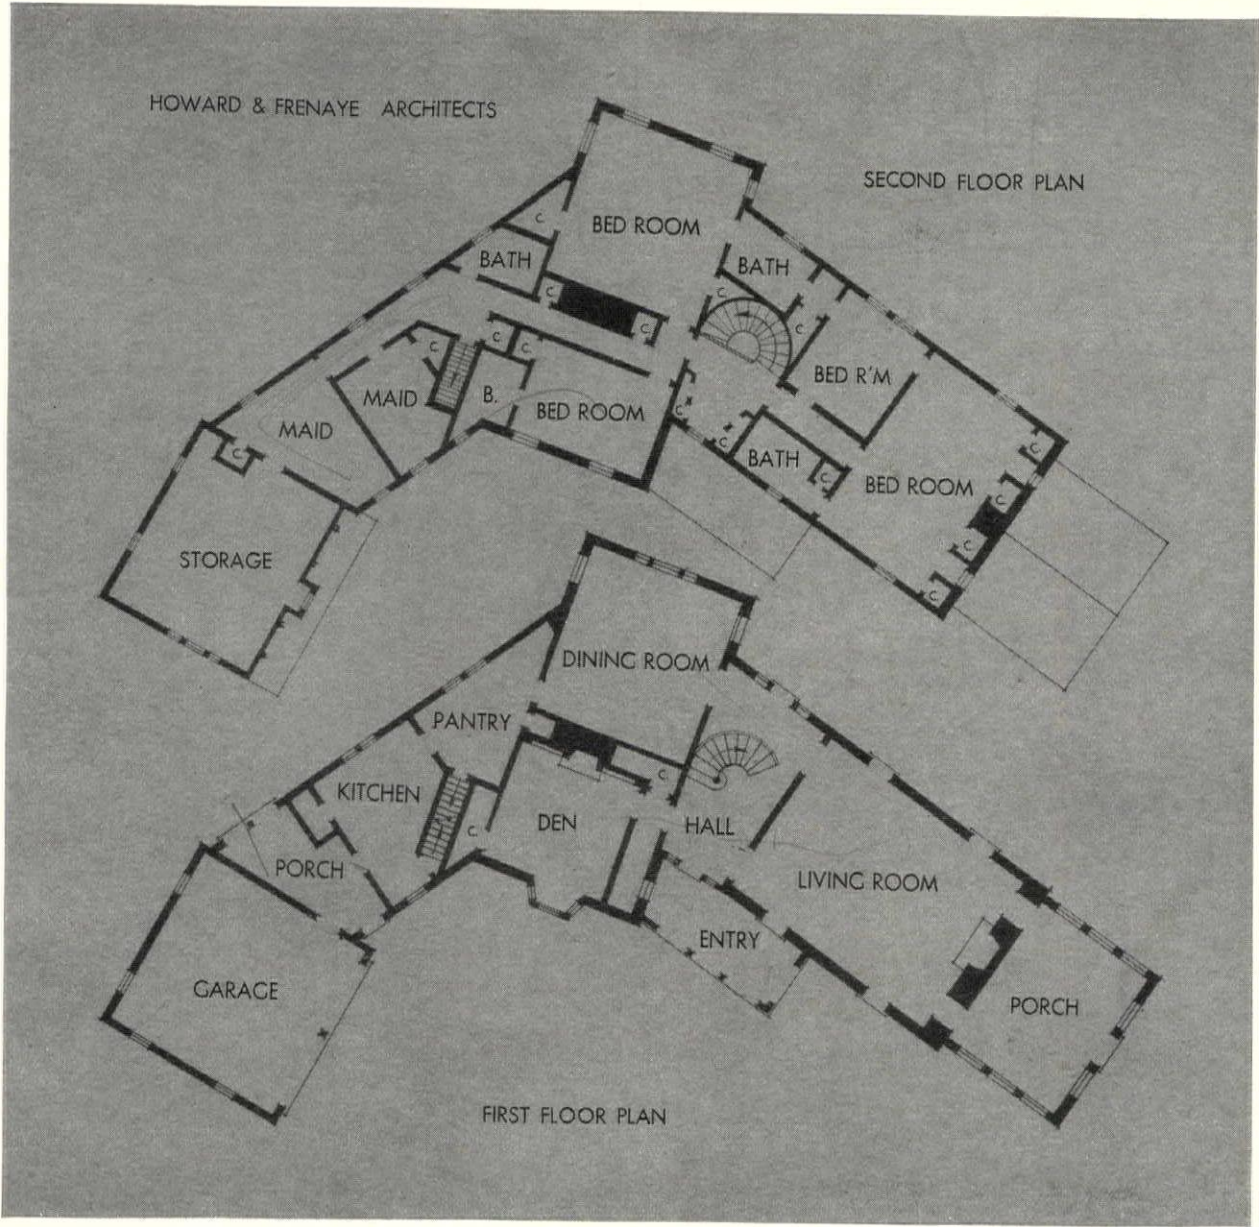 HOWARD & FRENAYE ARCHITECTS
SECOND FLOOR PLAN
BED ROOM
C.
BATH
BATH
C.
C.
C.
C.
C.
C.
C.
MAID
B.
BED ROOM
BED R'M
MAID
C.
C.
C.
BATH
C.
BED ROOM
C.
C.
C.
C.
STORAGE
DINING ROOM
PANTRY
KITCHEN
C.
C.
DEN
HALL
PORCH
LIVING ROOM
ENTRY
GARAGE
PORCH
FIRST FLOOR PLAN